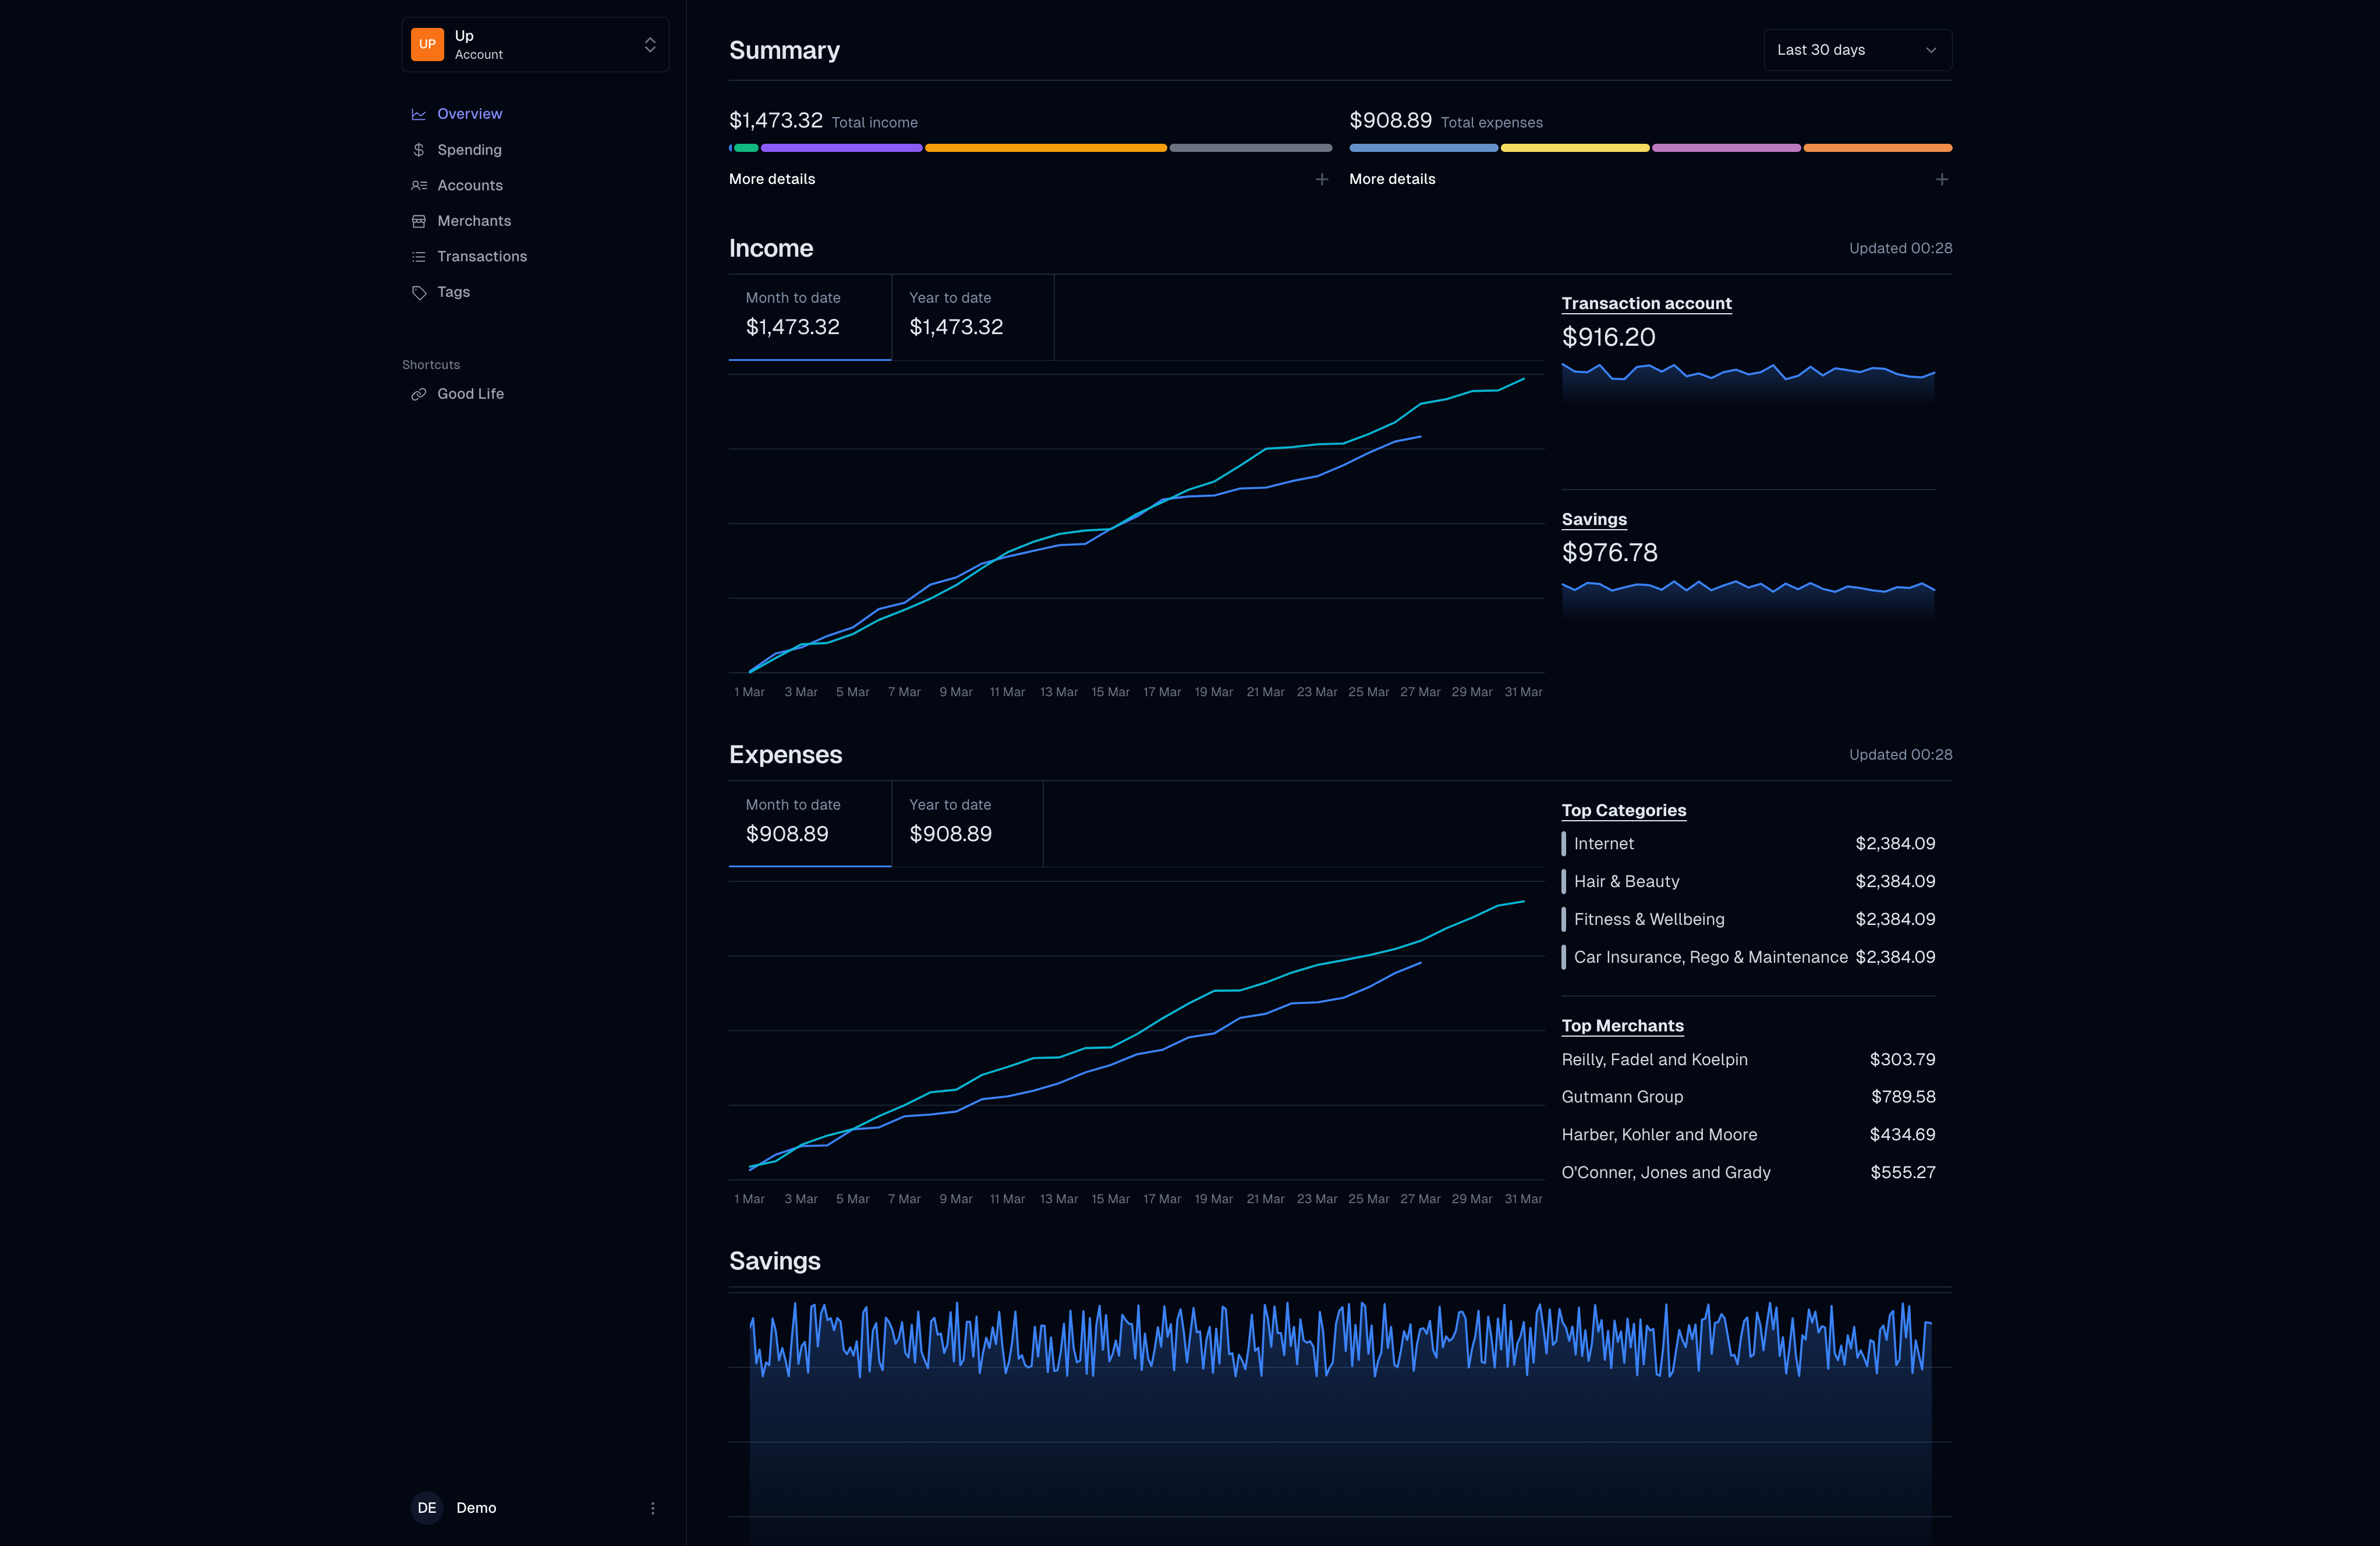 UP
Up
Account
Overview
Spending
Accounts
Merchants
Transactions
Tags
Shortcuts
Good Life
DE
Demo
Summary
Last 30 days
$1,473.32 Total income
More details
$908.89 Total expenses
More details
Income
Updated 00:28
Month to date
$1,473.32
Year to date
$1,473.32
1 Mar 3 Mar 5 Mar 7 Mar 9 Mar 11 Mar 13 Mar 15 Mar 17 Mar 19 Mar 21 Mar 23 Mar 25 Mar 27 Mar 29 Mar 31 Mar
Transaction account
$916.20
Savings
$976.78
Expenses
Updated 00:28
Month to date
$908.89
Year to date
$908.89
1 Mar 3 Mar 5 Mar 7 Mar 9 Mar 11 Mar 13 Mar 15 Mar 17 Mar 19 Mar 21 Mar 23 Mar 25 Mar 27 Mar 29 Mar 31 Mar
Top Categories
Internet $2,384.09
Hair & Beauty $2,384.09
Fitness & Wellbeing $2,384.09
Car Insurance, Rego & Maintenance $2,384.09
Top Merchants
Reilly, Fadel and Koelpin $303.79
Gutmann Group $789.58
Harber, Kohler and Moore $434.69
O'Conner, Jones and Grady $555.27
Savings